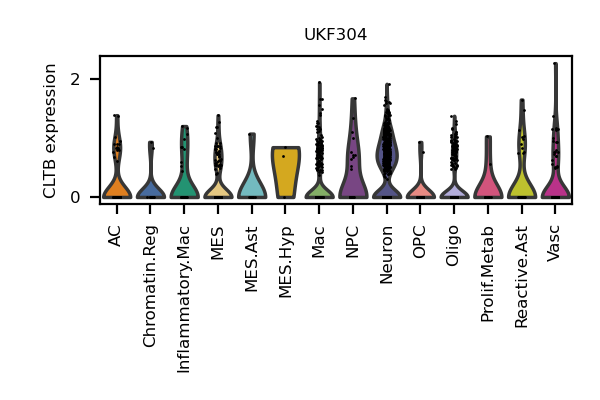 UKF304
CLTB expression
2
0
AC
Chromatin.Reg
Inflammatory.Mac
MES
MES.Ast
MES.Hyp
Mac
NPC
Neuron
OPC
Oligo
Prolif.Metab
Reactive.Ast
Vasc